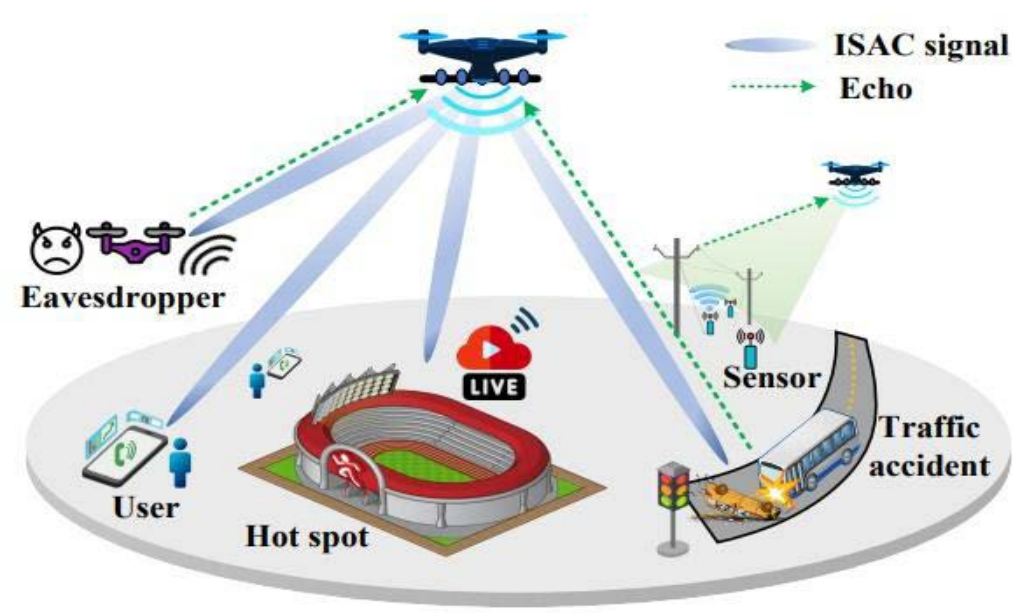 ISAC signal
Echo
Eavesdropper
LIVE
Sensor
User
Hot spot
Traffic
accident